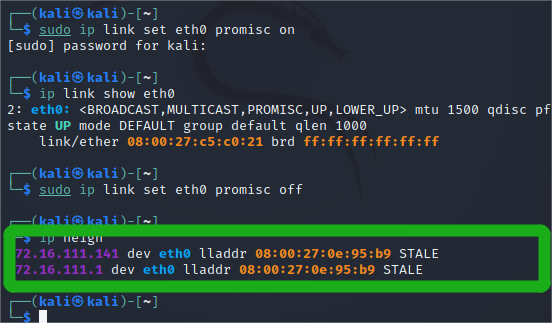 ┌──(kali㉿kali)-[~]
└─$ sudo ip link set eth0 promisc on
[sudo] password for kali:
┌──(kali㉿kali)-[~]
└─$ ip link show eth0
2: eth0: <BROADCAST,MULTICAST,PROMISC,UP,LOWER_UP> mtu 1500 qdisc pf
state UP mode DEFAULT group default qlen 1000
link/ether 08:00:27:c5:c0:21 brd ff:ff:ff:ff:ff:ff
┌──(kali㉿kali)-[~]
└─$ sudo ip link set eth0 promisc off
┌──(kali㉿kali)-[~]
└─$ ip neigh
72.16.111.141 dev eth0 lladdr 08:00:27:0e:95:b9 STALE
72.16.111.1 dev eth0 lladdr 08:00:27:0e:95:b9 STALE
┌──(kali㉿kali)-[~]
└─$